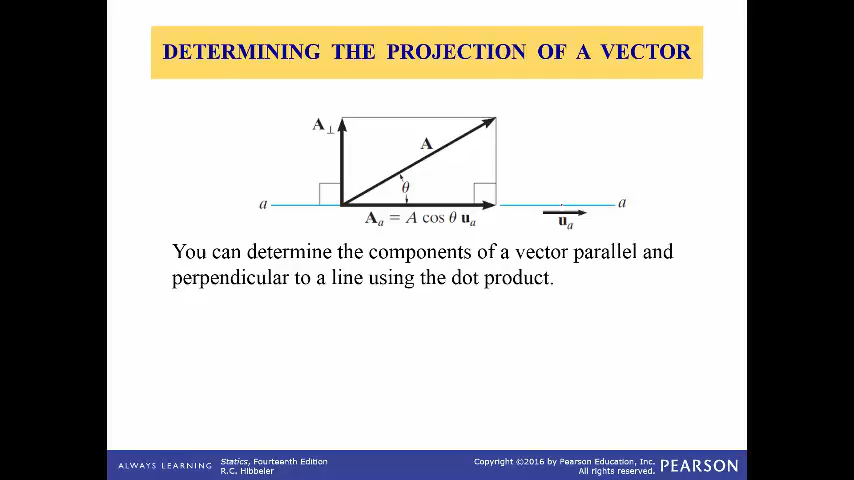 DETERMINING THE PROJECTION OF A VECTOR
A⊥
A
θ
a
a
Aa = A cos θ ua
ua
You can determine the components of a vector parallel and
perpendicular to a line using the dot product.
ALWAYS LEARNING
Statics, Fourteenth Edition
R.C. Hibbeler
Copyright ©2016 by Pearson Education, Inc.
All rights reserved.
PEARSON